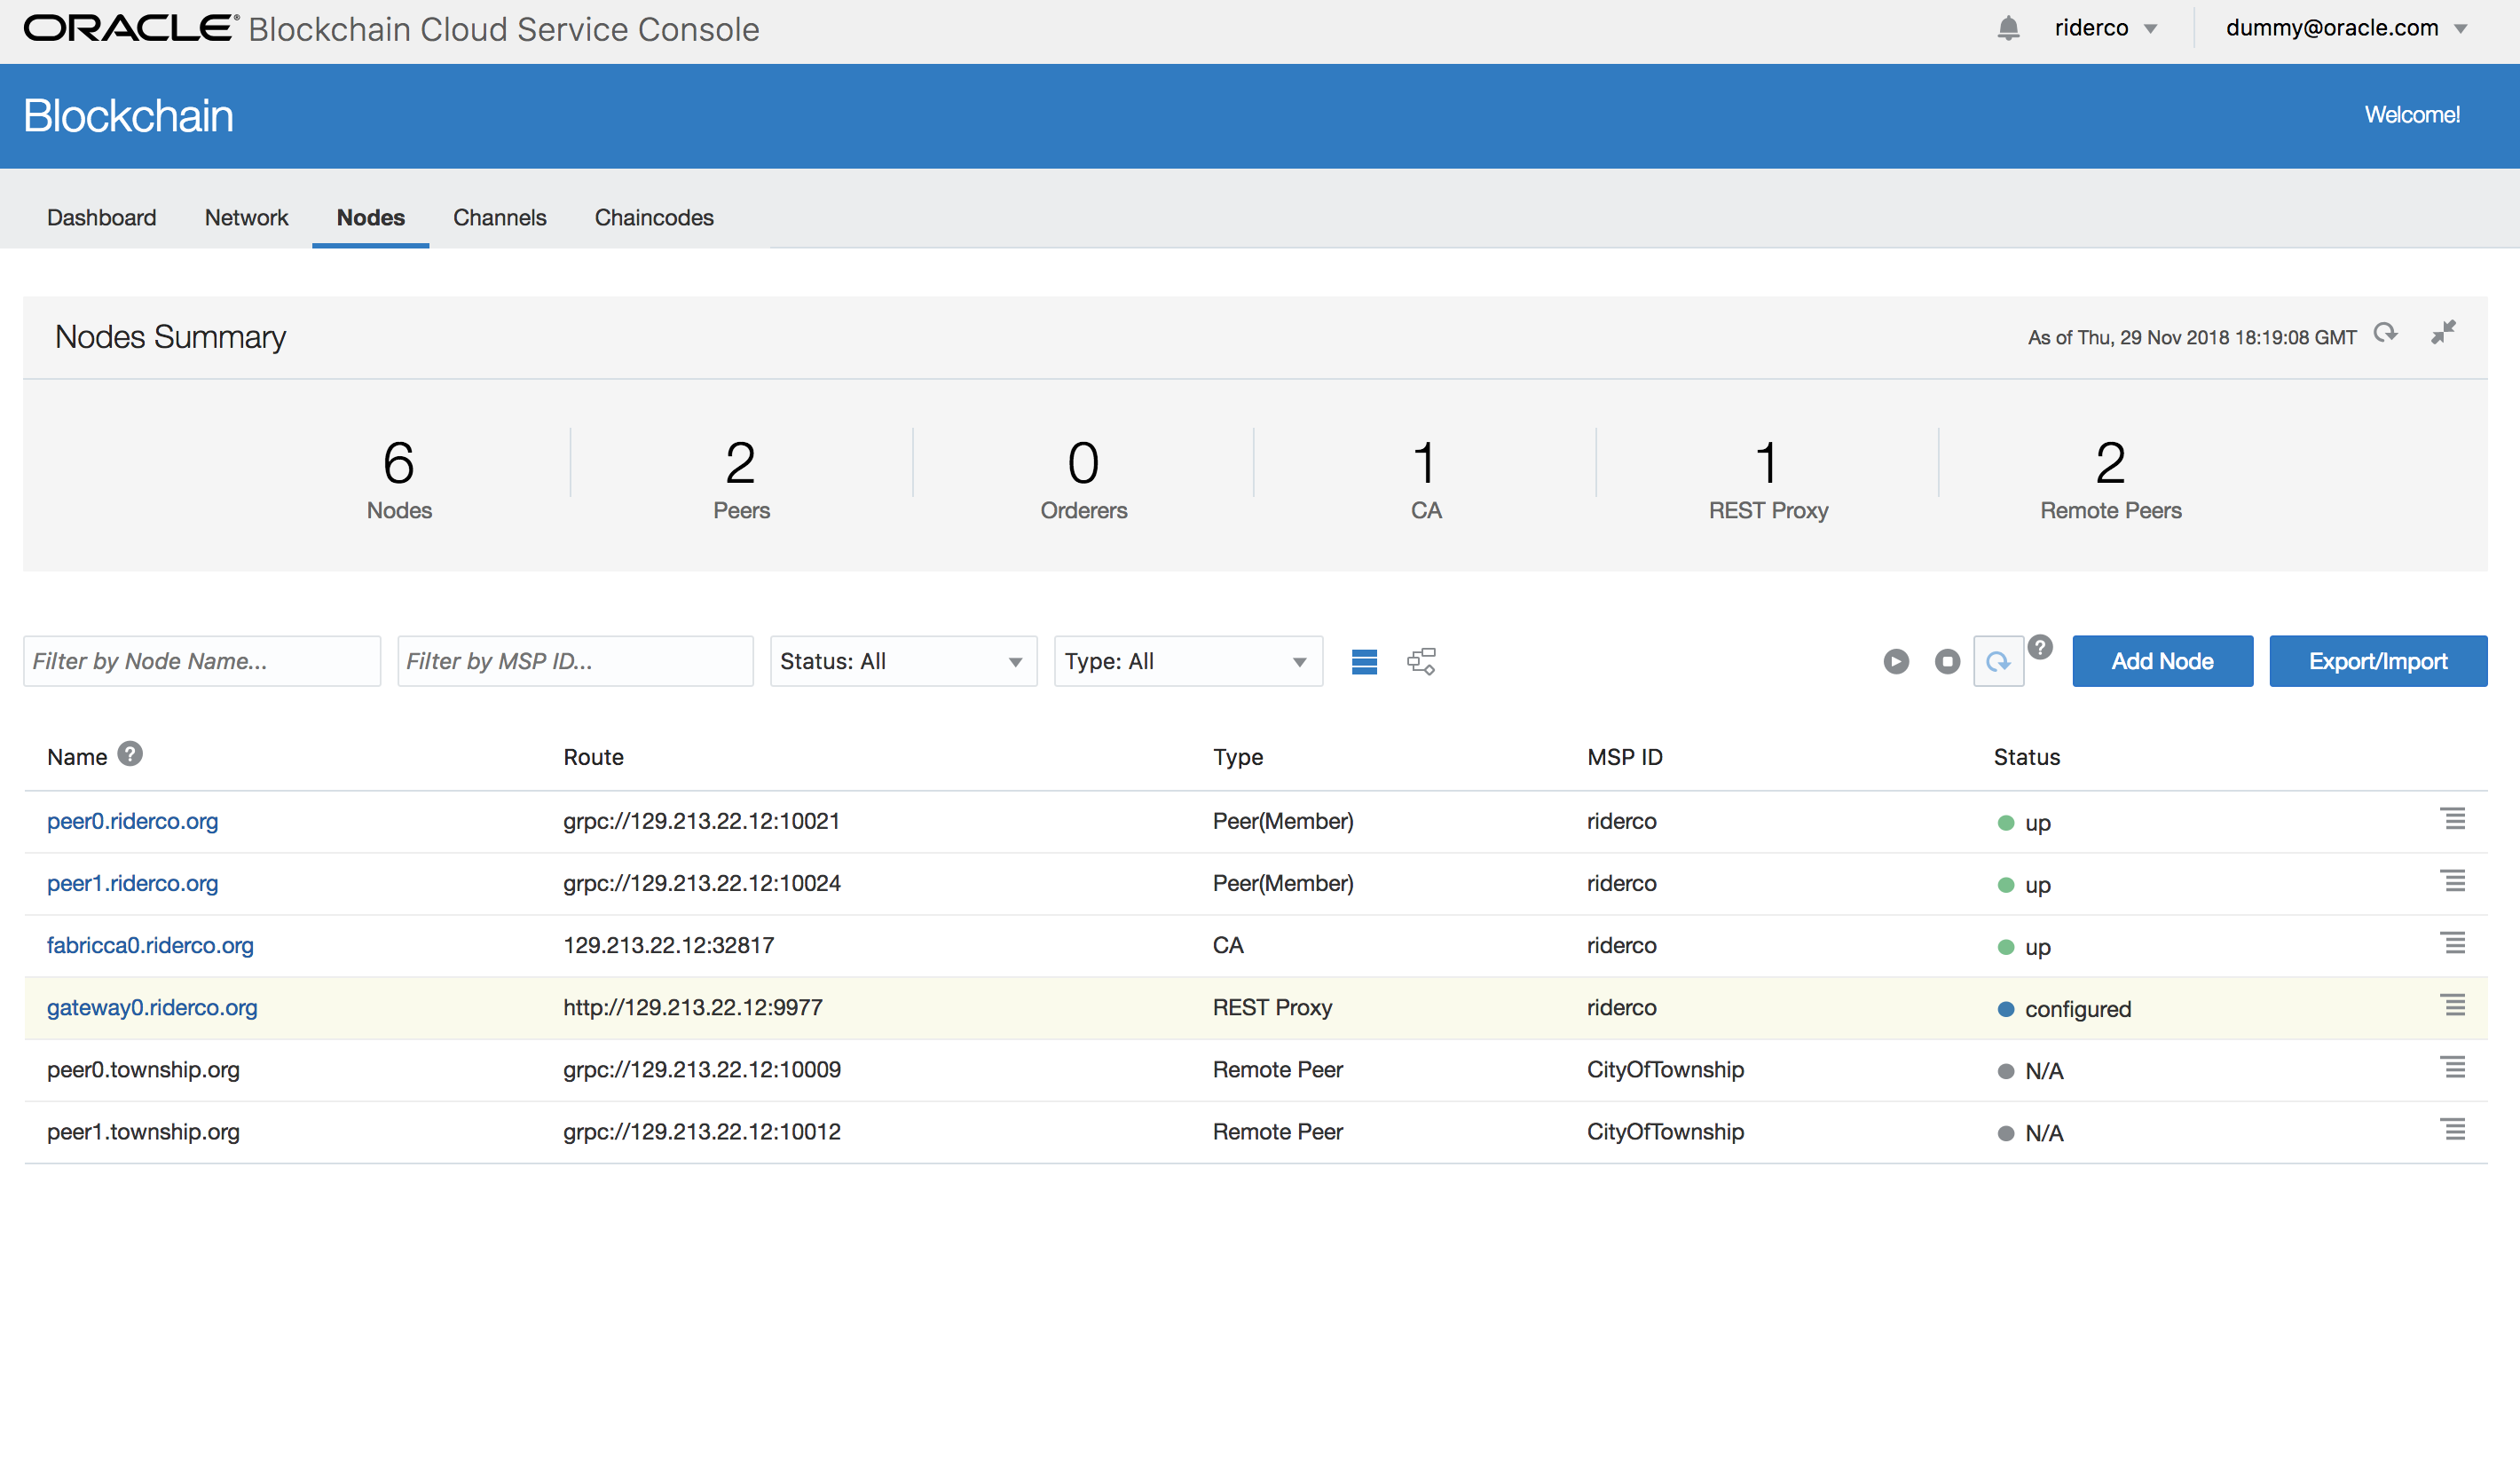 ORACLE® Blockchain Cloud Service Console riderco dummy@oracle.com
Blockchain Welcome!
Dashboard Network Nodes Channels Chaincodes
Nodes Summary As of Thu, 29 Nov 2018 18:19:08 GMT
6 2 0 1 1 2
Nodes Peers Orderers CA REST Proxy Remote Peers
Filter by Node Name... Filter by MSP ID... Status: All Type: All ? Add Node Export/Import
Name ? Route Type MSP ID Status
peer0.riderco.org grpc://129.213.22.12:10021 Peer(Member) riderco up
peer1.riderco.org grpc://129.213.22.12:10024 Peer(Member) riderco up
fabricca0.riderco.org 129.213.22.12:32817 CA riderco up
gateway0.riderco.org http://129.213.22.12:9977 REST Proxy riderco configured
peer0.township.org grpc://129.213.22.12:10009 Remote Peer CityOfTownship N/A
peer1.township.org grpc://129.213.22.12:10012 Remote Peer CityOfTownship N/A